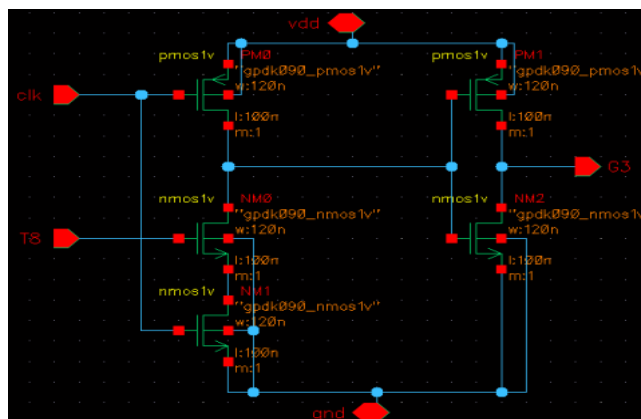 vdd
pmos1v PM0
"gpdk090_pmos1v"
w:120n
l:100n
m:1
pmos1v PM1
"gpdk090_pmos1v"
w:120n
l:100n
m:1
clk
G3
nmos1v NM0
"gpdk090_nmos1v"
w:120n
l:100n
m:1
nmos1v NM2
"gpdk090_nmos1v"
w:120n
l:100n
m:1
T8
nmos1v NM1
"gpdk090_nmos1v"
w:120n
l:100n
m:1
gnd